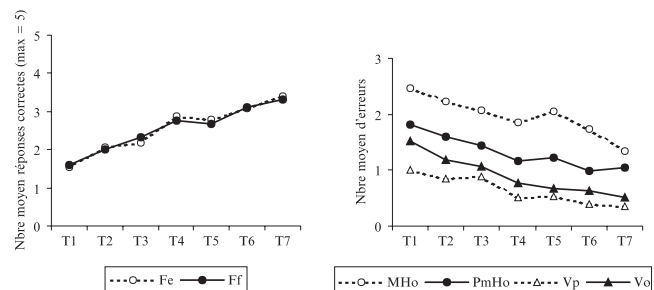 Nbre moyen réponses correctes (max = 5)
5
4
3
2
1
0
T1 T2 T3 T4 T5 T6 T7
Fe Ff
Nbre moyen d'erreurs
3
2
1
0
T1 T2 T3 T4 T5 T6 T7
MHo PmHo Vp Vo